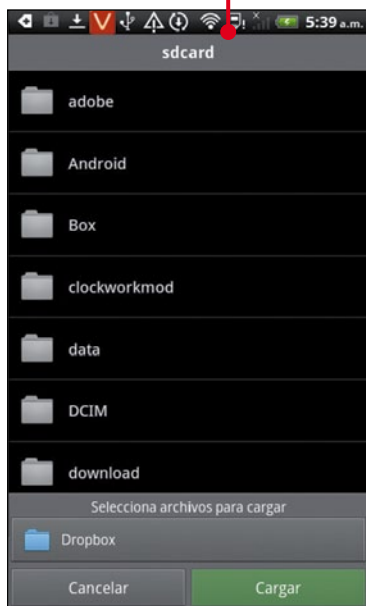 5:39 a.m.
sdcard
adobe
Android
Box
clockworkmod
data
DCIM
download
Selecciona archivos para cargar
Dropbox
Cancelar
Cargar